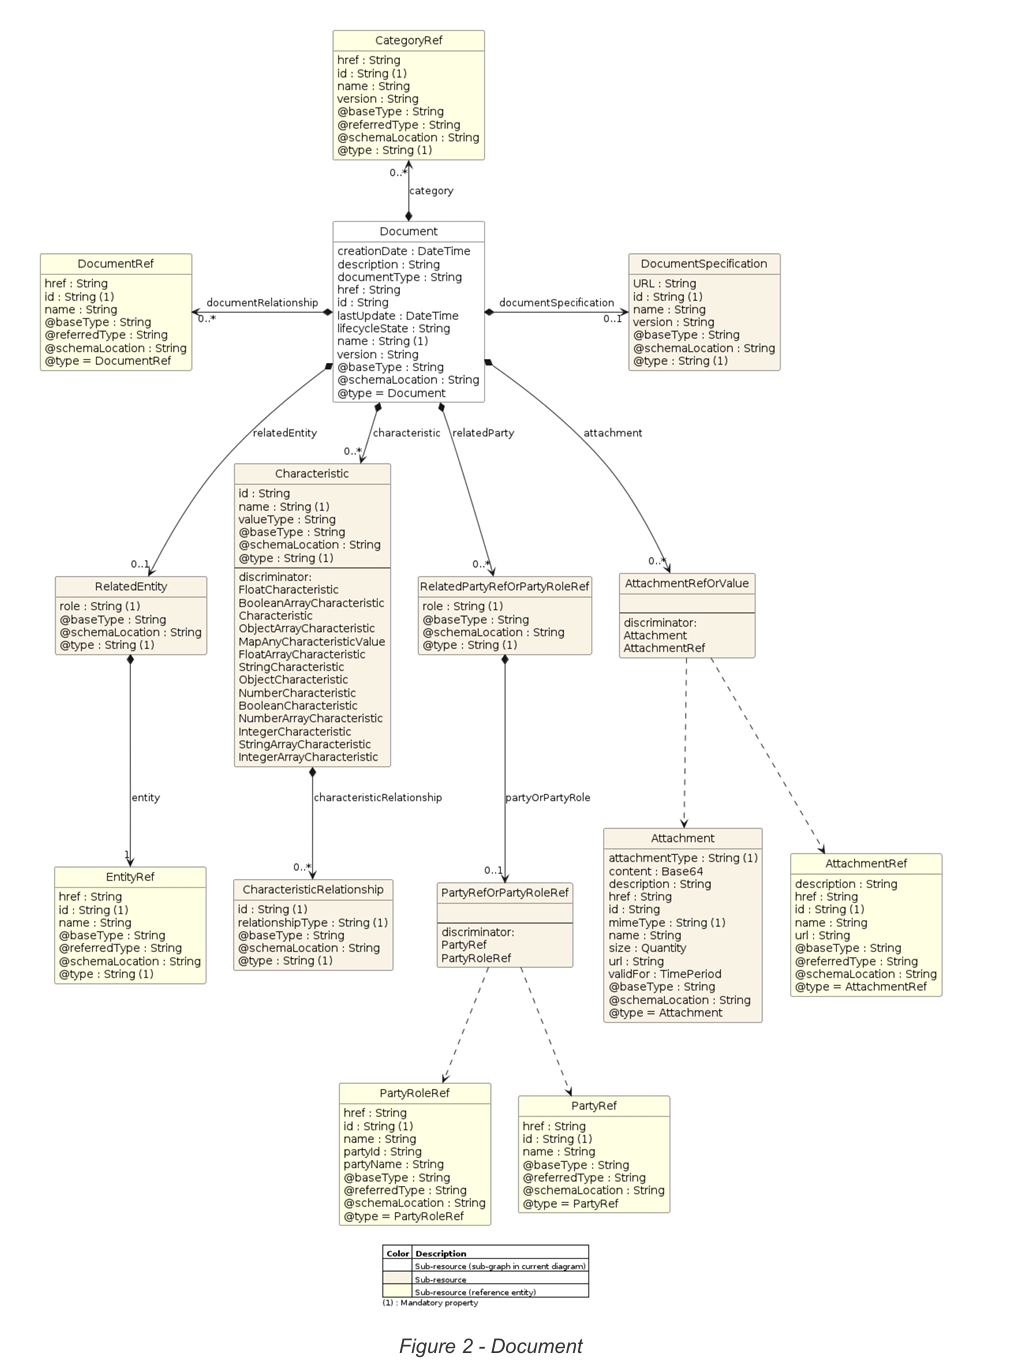 CategoryRef
href : String
id : String (1)
name : String
version : String
@baseType : String
@referredType : String
@schemaLocation : String
@type : String (1)
0..*
category
Document
creationDate : DateTime
description : String
documentType : String
href : String
id : String
lastUpdate : DateTime
lifecycleState : String
name : String (1)
version : String
@baseType : String
@schemaLocation : String
@type = Document
DocumentRef
href : String
id : String (1)
name : String
@baseType : String
@referredType : String
@schemaLocation : String
@type = DocumentRef
documentRelationship
0..*
documentSpecification
0..1
DocumentSpecification
URL : String
id : String (1)
name : String
version : String
@baseType : String
@schemaLocation : String
@type : String (1)
relatedEntity
0..1
characteristic
0..*
relatedParty
0..*
attachment
0..*
Characteristic
id : String
name : String (1)
valueType : String
@baseType : String
@schemaLocation : String
@type : String (1)
discriminator:
FloatCharacteristic
BooleanArrayCharacteristic
Characteristic
ObjectArrayCharacteristic
MapAnyCharacteristicValue
FloatArrayCharacteristic
StringCharacteristic
ObjectCharacteristic
NumberCharacteristic
BooleanCharacteristic
NumberArrayCharacteristic
IntegerCharacteristic
StringArrayCharacteristic
IntegerArrayCharacteristic
RelatedEntity
role : String (1)
@baseType : String
@schemaLocation : String
@type : String (1)
RelatedPartyRefOrPartyRoleRef
role : String (1)
@baseType : String
@schemaLocation : String
@type : String (1)
AttachmentRefOrValue
discriminator:
Attachment
AttachmentRef
entity
1
characteristicRelationship
0..*
partyOrPartyRole
0..1
EntityRef
href : String
id : String (1)
name : String
@baseType : String
@referredType : String
@schemaLocation : String
@type : String (1)
CharacteristicRelationship
id : String (1)
relationshipType : String (1)
@baseType : String
@schemaLocation : String
@type : String (1)
PartyRefOrPartyRoleRef
discriminator:
PartyRef
PartyRoleRef
Attachment
attachmentType : String (1)
content : Base64
description : String
href : String
id : String
mimeType : String (1)
name : String
size : Quantity
url : String
validFor : TimePeriod
@baseType : String
@schemaLocation : String
@type = Attachment
AttachmentRef
description : String
href : String
id : String (1)
name : String
url : String
@baseType : String
@referredType : String
@schemaLocation : String
@type = AttachmentRef
PartyRoleRef
href : String
id : String (1)
name : String
partyId : String
partyName : String
@baseType : String
@referredType : String
@schemaLocation : String
@type = PartyRoleRef
PartyRef
href : String
id : String (1)
name : String
@baseType : String
@referredType : String
@schemaLocation : String
@type = PartyRef
Color Description
Sub-resource (sub-graph in current diagram)
Sub-resource
Sub-resource (reference entity)
(1) : Mandatory property
Figure 2 - Document